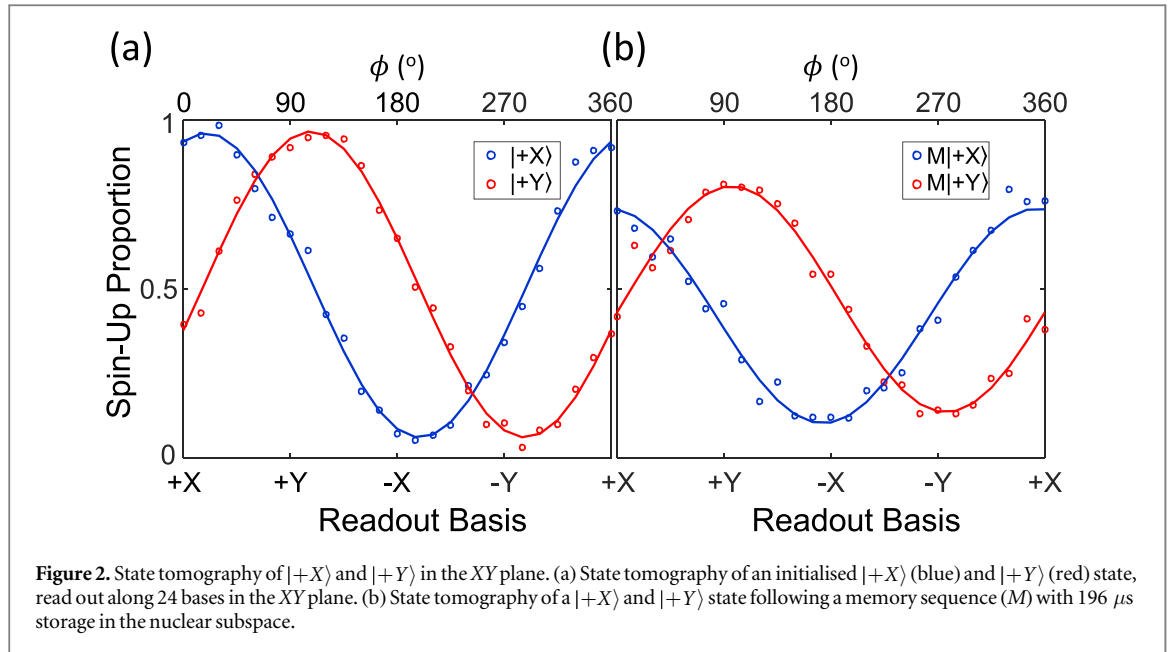 (a)
(b)
ϕ (°)
ϕ (°)
0 90 180 270 360 90 180 270 360
1
|+X⟩
|+Y⟩
M|+X⟩
M|+Y⟩
0.5
Spin-Up Proportion
0
+X +Y -X -Y +X +Y -X -Y +X
Readout Basis
Readout Basis
Figure 2. State tomography of |+X⟩ and |+Y⟩ in the XY plane. (a) State tomography of an initialised |+X⟩ (blue) and |+Y⟩ (red) state,
read out along 24 bases in the XY plane. (b) State tomography of a |+X⟩ and |+Y⟩ state following a memory sequence (M) with 196 μs
storage in the nuclear subspace.